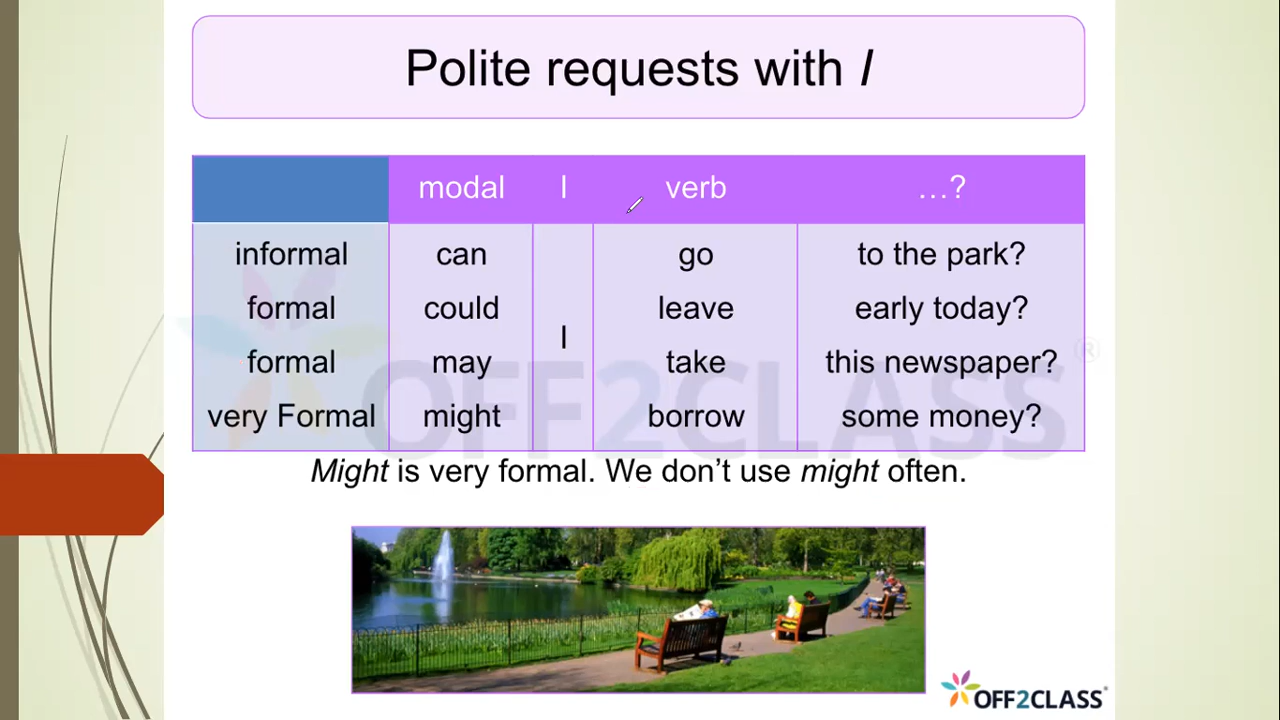 Polite requests with I
modal I verb …?
informal can go to the park?
formal could leave early today?
I
formal may take this newspaper?
very Formal might borrow some money?
OFF2CLASS®
Might is very formal. We don’t use might often.
OFF2CLASS®